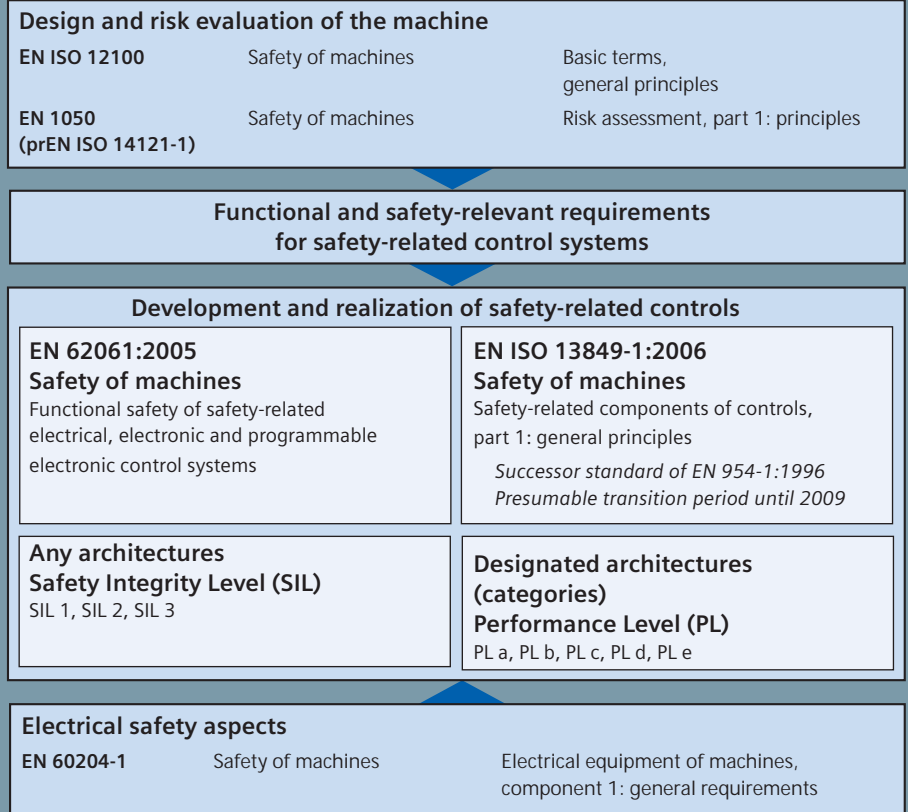 Design and risk evaluation of the machine
EN ISO 12100 Safety of machines Basic terms,
general principles
EN 1050 Safety of machines Risk assessment, part 1: principles
(prEN ISO 14121-1)
Functional and safety-relevant requirements
for safety-related control systems
Development and realization of safety-related controls
EN 62061:2005
Safety of machines
Functional safety of safety-related
electrical, electronic and programmable
electronic control systems
EN ISO 13849-1:2006
Safety of machines
Safety-related components of controls,
part 1: general principles
Successor standard of EN 954-1:1996
Presumable transition period until 2009
Any architectures
Safety Integrity Level (SIL)
SIL 1, SIL 2, SIL 3
Designated architectures
(categories)
Performance Level (PL)
PL a, PL b, PL c, PL d, PL e
Electrical safety aspects
EN 60204-1 Safety of machines Electrical equipment of machines,
component 1: general requirements